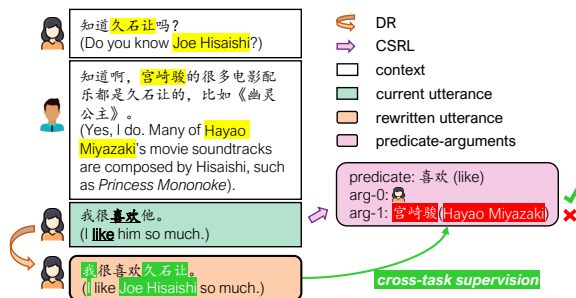 知道久石让吗？
(Do you know Joe Hisaishi?)
知道啊，宫崎骏的很多电影配
乐都是久石让的，比如《幽灵
公主》。
(Yes, I do. Many of Hayao
Miyazaki's movie soundtracks
are composed by Hisaishi, such
as Princess Mononoke).
我很喜欢他。
(I like him so much.)
我很喜欢久石让。
(I like Joe Hisaishi so much.)
DR
CSRL
context
current utterance
rewritten utterance
predicate-arguments
predicate: 喜欢 (like)
arg-0:
arg-1: 宫崎骏(Hayao Miyazaki)
cross-task supervision